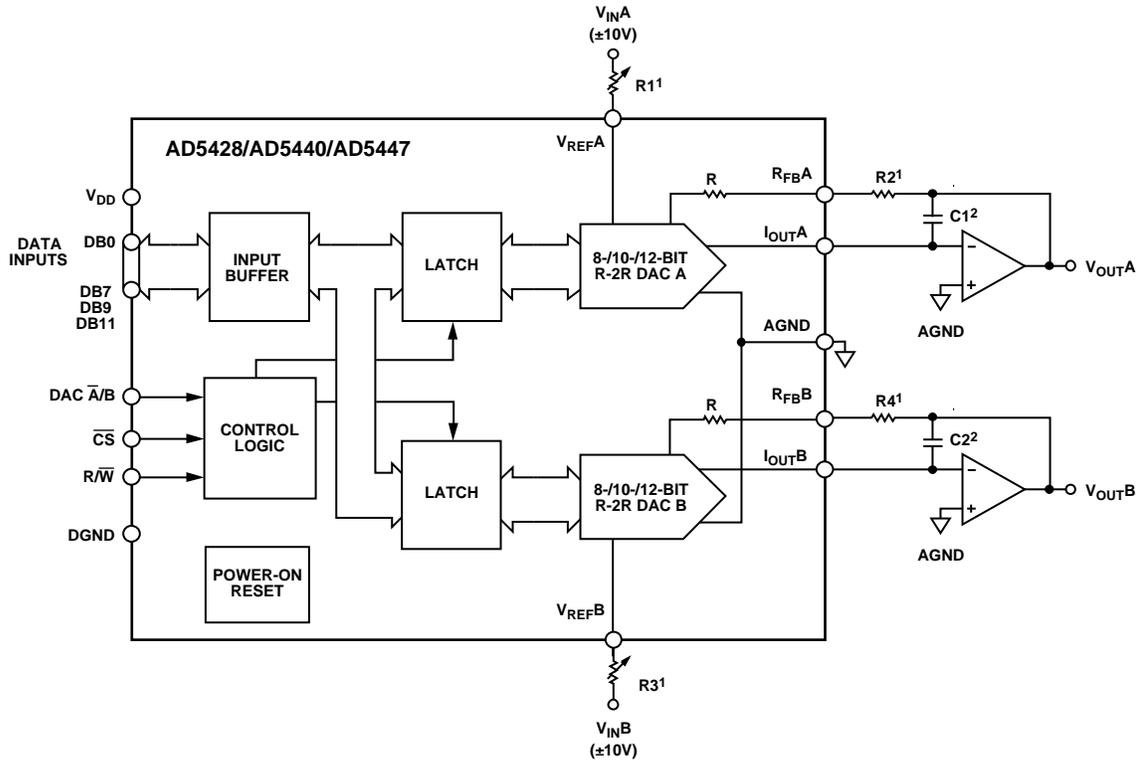 VINA
(±10V)
R1¹
VREFA
AD5428/AD5440/AD5447
VDD
DATA
INPUTS
DB0
DB7
DB9
DB11
INPUT
BUFFER
LATCH
8-/10-/12-BIT
R-2R DAC A
R
RFBA
R2¹
C1²
IOUTA
−
+
VOUTA
AGND
AGND
DAC A̅/B
C̅S̅
R/W̅
DGND
CONTROL
LOGIC
LATCH
8-/10-/12-BIT
R-2R DAC B
R
RFBB
R4¹
C2²
IOUTB
−
+
VOUTB
AGND
POWER-ON
RESET
VREFB
R3¹
VINB
(±10V)